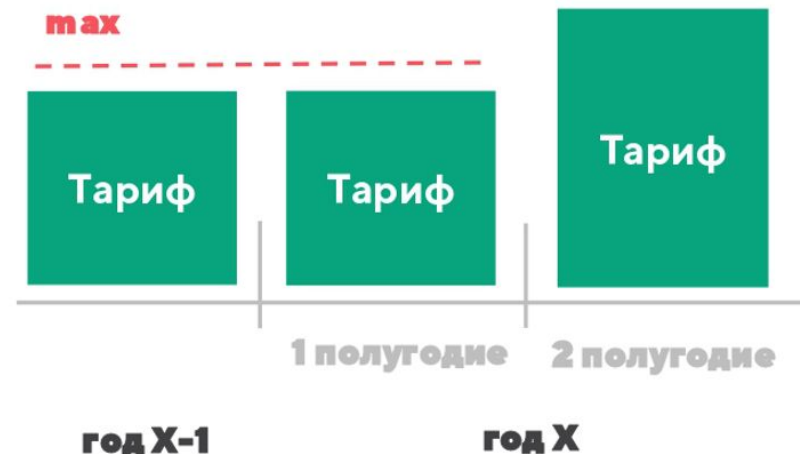 max
Тариф
Тариф
Тариф
1 полугодие
2 полугодие
год X-1
год X